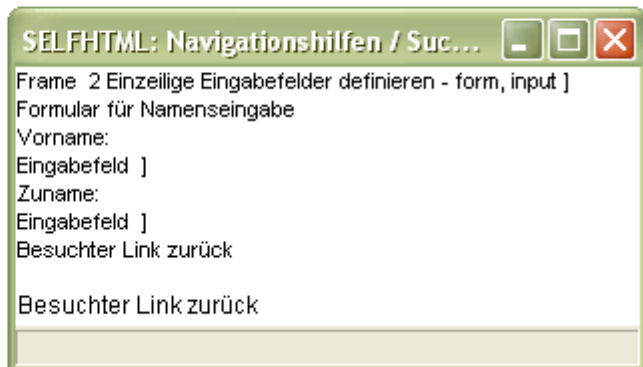 SELFHTML: Navigationshilfen / Suc...
Frame  2 Einzeilige Eingabefelder definieren - form, input ]
Formular für Namenseingabe
Vorname:
Eingabefeld  ]
Zuname:
Eingabefeld  ]
Besuchter Link zurück
Besuchter Link zurück